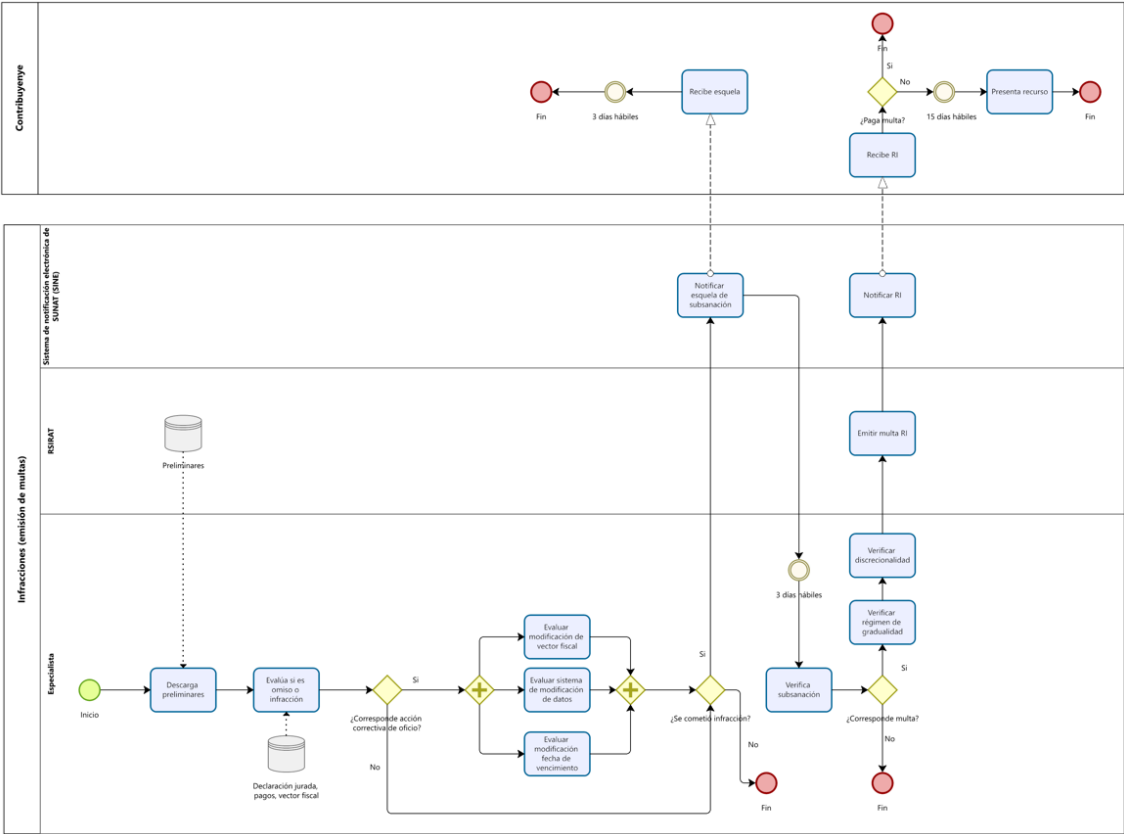 Contribuyenye
Fin
Si
No
¿Paga multa?
15 días hábiles
Presenta recurso
Fin
Recibe esquela
3 días hábiles
Fin
Recibe RI
Infracciones (emisión de multas)
Sistema de notificación electrónica de
SUNAT (SINE)
Notificar
esquela de
subsanación
Notificar RI
RSIRAT
Preliminares
Emitir multa RI
Especialista
Inicio
Descarga
preliminares
Evalúa si es
omiso o
infracción
Declaración jurada,
pagos, vector fiscal
¿Corresponde acción
correctiva de oficio?
Si
No
Evaluar
modificación de
vector fiscal
Evaluar sistema
de modificación
de datos
Evaluar
modificación
fecha de
vencimiento
¿Se cometió infracción?
Si
No
Fin
3 días hábiles
Verifica
subsanación
¿Corresponde multa?
Si
No
Fin
Verificar
régimen de
gradualidad
Verificar
discrecionalidad